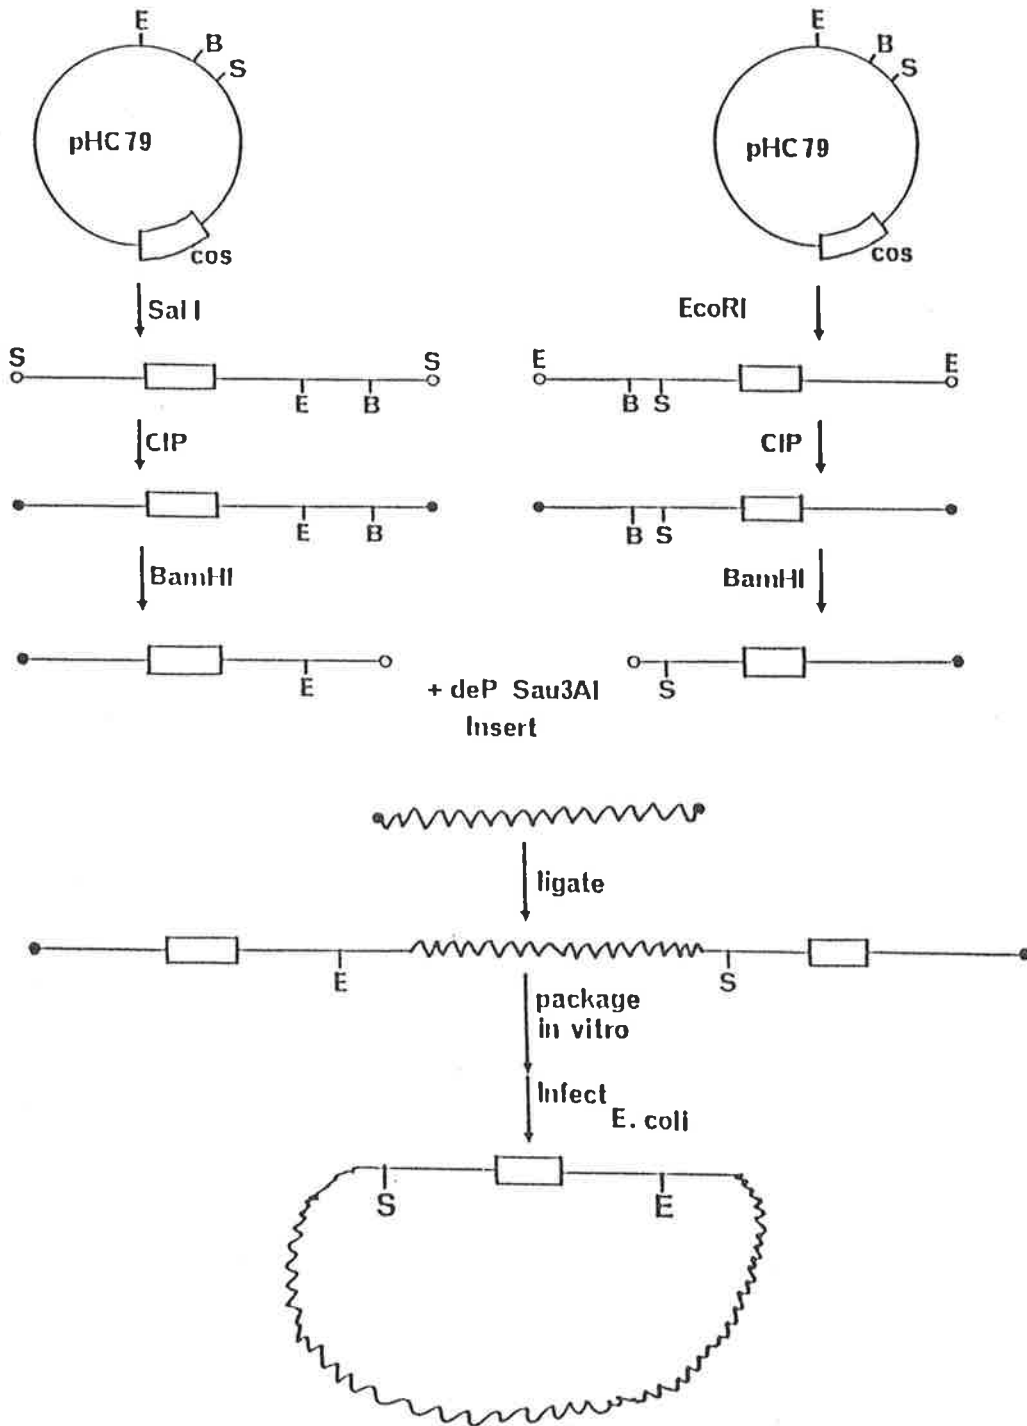 E
B
S
pHC79
cos
E
B
S
pHC79
cos
Sal I
EcoRI
S
E
B
S
E
B
S
E
CIP
CIP
E
B
B
S
BamHI
BamHI
E
S
+ deP Sau3AI
Insert
ligate
E
S
package
in vitro
Infect
E. coli
S
E